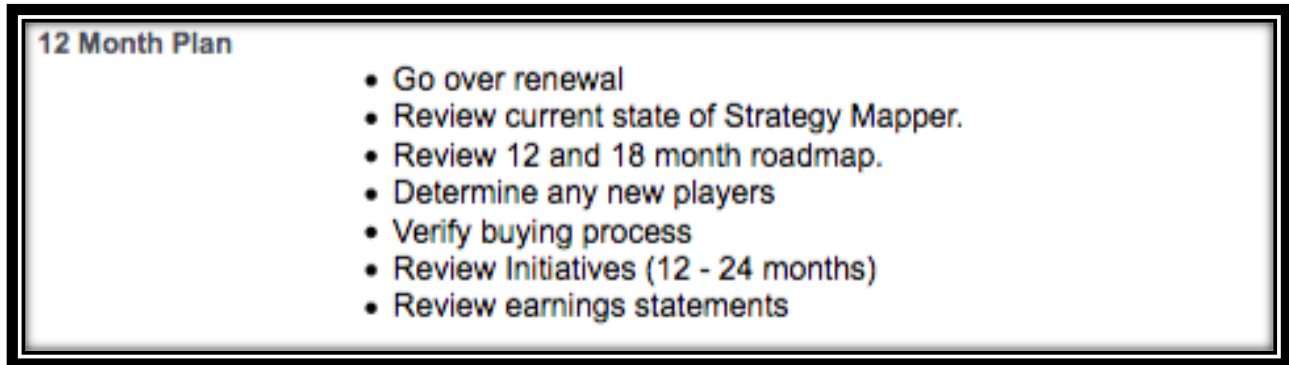 12 Month Plan
• Go over renewal
• Review current state of Strategy Mapper.
• Review 12 and 18 month roadmap.
• Determine any new players
• Verify buying process
• Review Initiatives (12 - 24 months)
• Review earnings statements